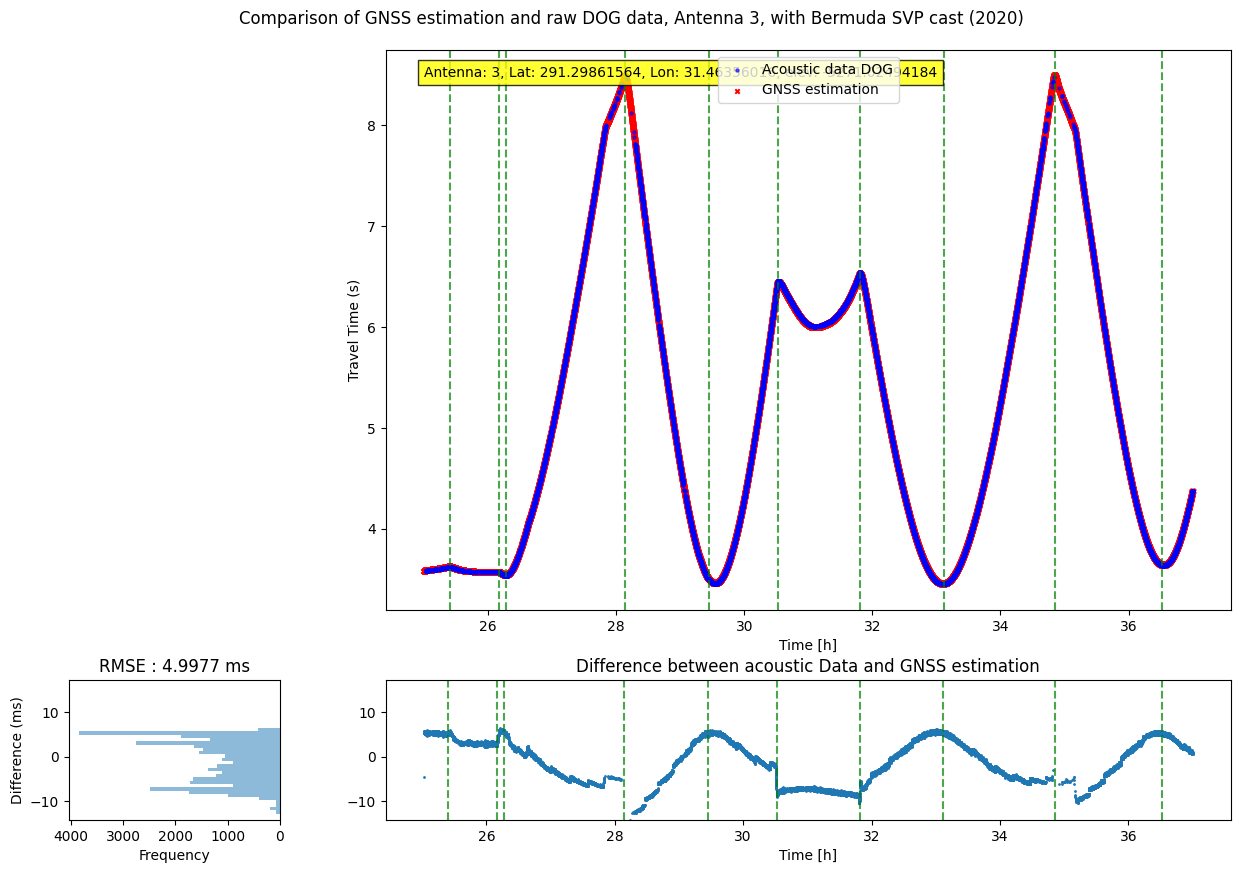 Comparison of GNSS estimation and raw DOG data, Antenna 3, with Bermuda SVP cast (2020)
Antenna: 3, Lat: 291.29861564, Lon:
Acoustic data DOG
GNSS estimation
8
7
6
5
4
Travel Time (s)
26 28 30 32 34 36
Time [h]
RMSE : 4.9977 ms
Difference (ms)
10
0
−10
4000 3000 2000 1000 0
Frequency
Difference between acoustic Data and GNSS estimation
10
0
−10
26 28 30 32 34 36
Time [h]